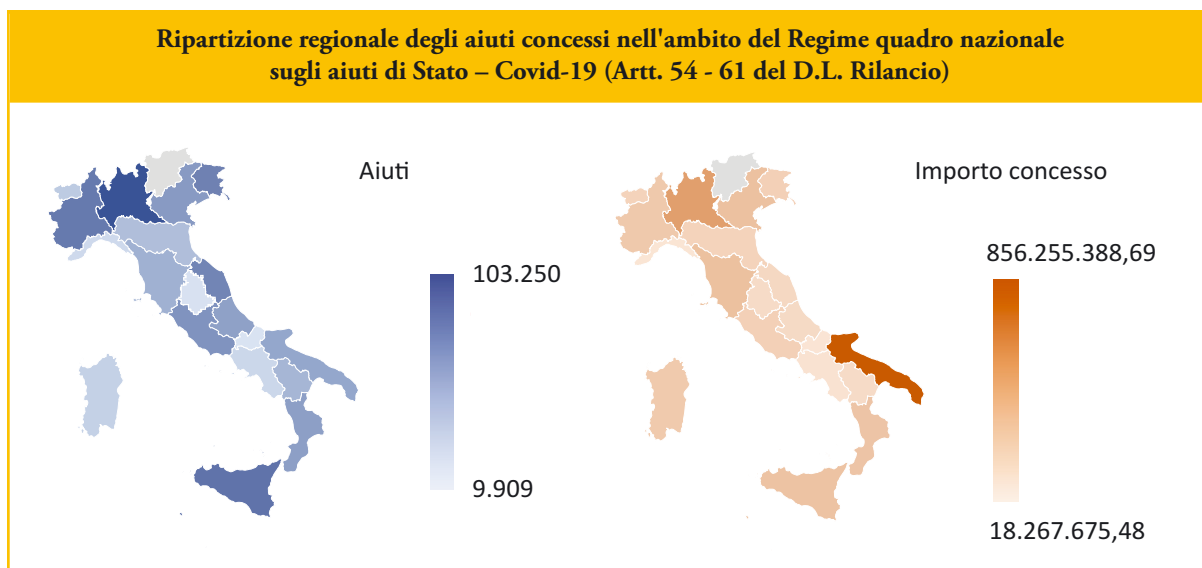 Ripartizione regionale degli aiuti concessi nell'ambito del Regime quadro nazionale
sugli aiuti di Stato – Covid-19 (Artt. 54 - 61 del D.L. Rilancio)
Aiuti
103.250
9.909
Importo concesso
856.255.388,69
18.267.675,48